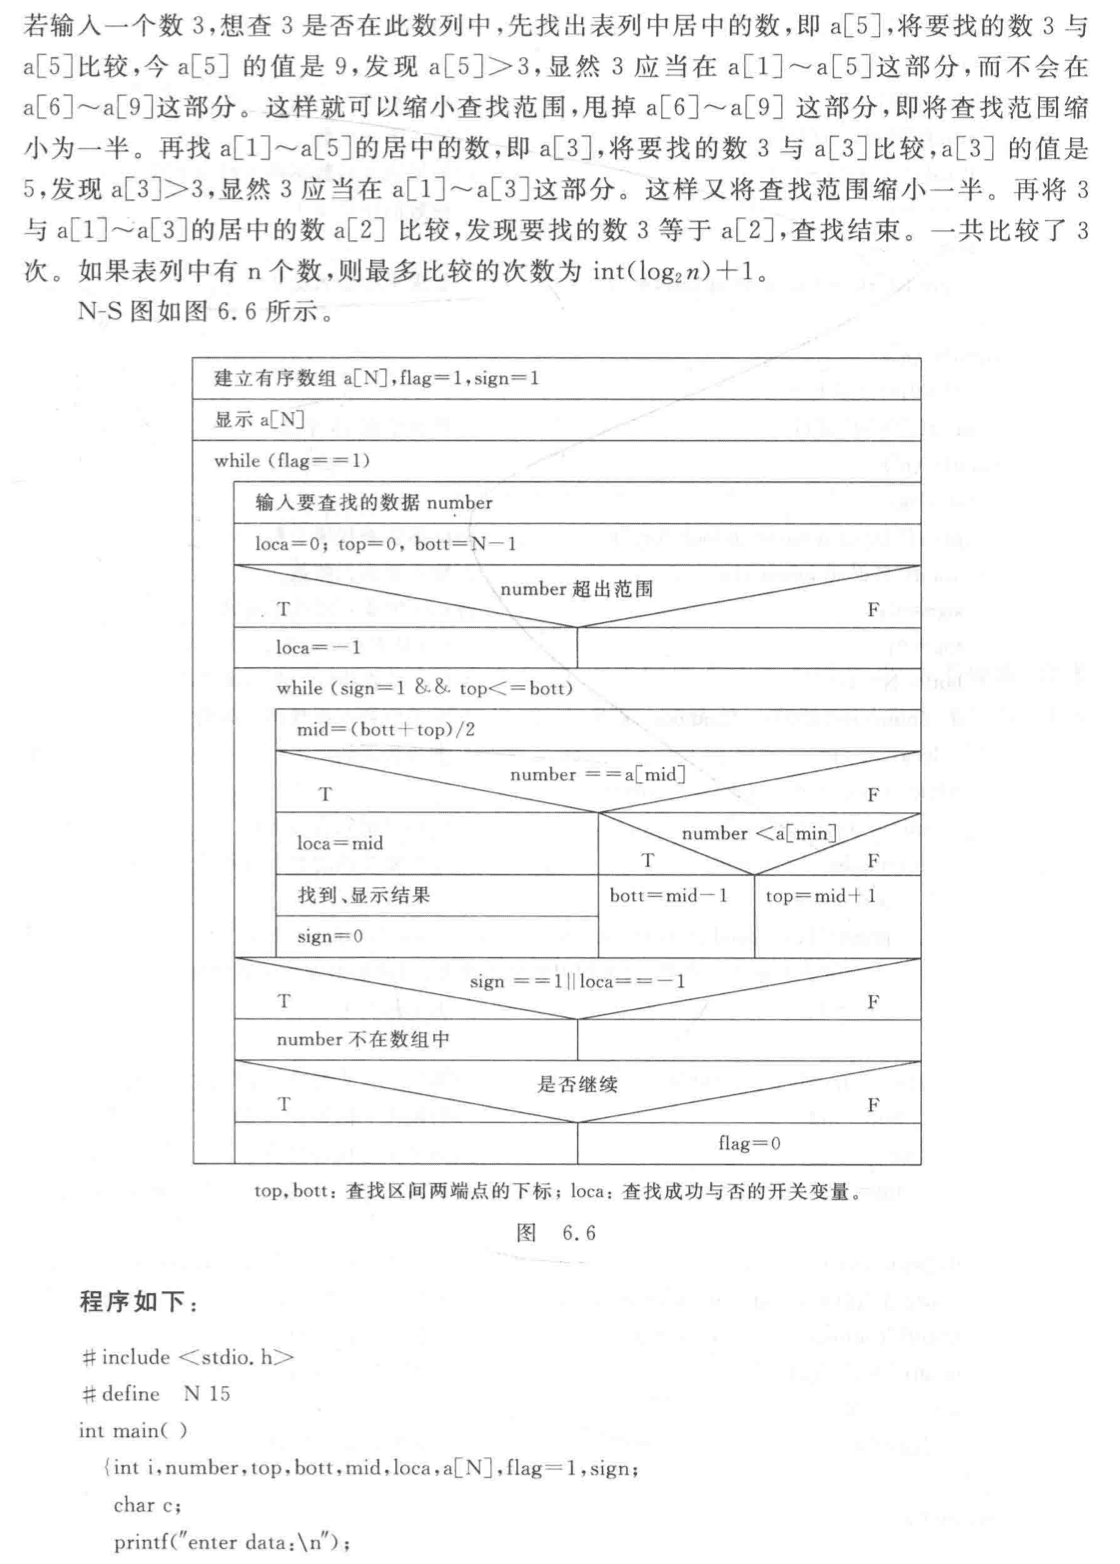 若输入一个数 3,想查 3 是否在此数列中,先找出表列中居中的数,即 a[5],将要找的数 3 与
a[5]比较,今 a[5] 的值是 9,发现 a[5]>3,显然 3 应当在 a[1]~a[5]这部分,而不会在
a[6]~a[9]这部分。这样就可以缩小查找范围,甩掉 a[6]~a[9] 这部分,即将查找范围缩
小为一半。再找 a[1]~a[5]的居中的数,即 a[3],将要找的数 3 与 a[3]比较,a[3] 的值是
5,发现 a[3]>3,显然 3 应当在 a[1]~a[3]这部分。这样又将查找范围缩小一半。再将 3
与 a[1]~a[3]的居中的数 a[2] 比较,发现要找的数 3 等于 a[2],查找结束。一共比较了 3
次。如果表列中有 n 个数,则最多比较的次数为 int(log₂n)+1。
N-S 图如图 6.6 所示。
建立有序数组 a[N],flag=1,sign=1
显示 a[N]
while (flag==1)
输入要查找的数据 number
loca=0; top=0, bott=N-1
number 超出范围
T F
loca=-1
while (sign=1 && top<=bott)
mid=(bott+top)/2
number ==a[mid]
T F
loca=mid
number <a[min]
T F
找到、显示结果
bott=mid-1 top=mid+1
sign=0
sign ==1||loca==-1
T F
number 不在数组中
是否继续
T F
flag=0
top,bott: 查找区间两端点的下标; loca: 查找成功与否的开关变量。
图 6.6
程序如下:
#include <stdio.h>
#define N 15
int main( )
{int i,number,top,bott,mid,loca,a[N],flag=1,sign;
char c;
printf("enter data:\n");